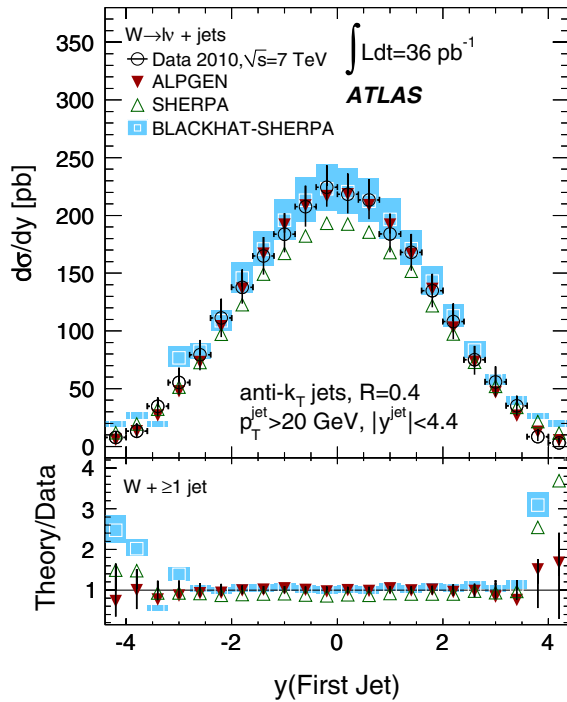 W→lν + jets
Data 2010,√s=7 TeV
ALPGEN
SHERPA
BLACKHAT-SHERPA
∫Ldt=36 pb⁻¹
ATLAS
dσ/dy [pb]
350
300
250
200
150
100
50
0
anti-k_T jets, R=0.4
p_T^jet>20 GeV, |y^jet|<4.4
Theory/Data
W + ≥1 jet
4
3
2
1
-4
-2
0
2
4
y(First Jet)